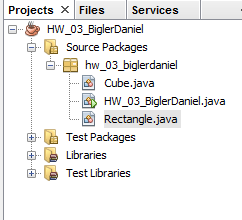 Projects × Files Services
HW_03_BiglerDaniel
Source Packages
hw_03_biglerdaniel
Cube.java
HW_03_BiglerDaniel.java
Rectangle.java
Test Packages
Libraries
Test Libraries